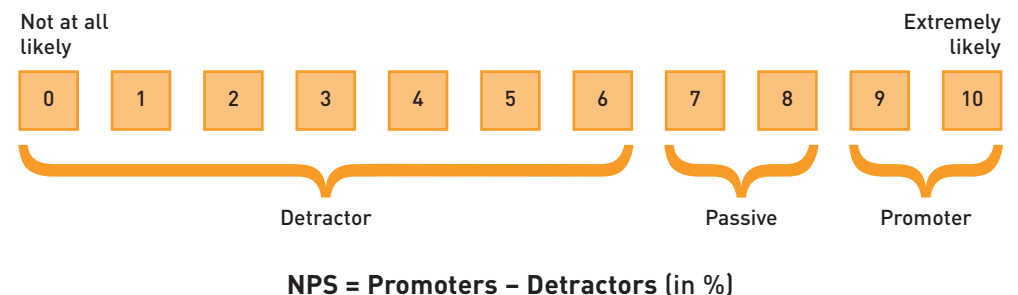 Not at all
likely
Extremely
likely
0 1 2 3 4 5 6 7 8 9 10
Detractor Passive Promoter
NPS = Promoters – Detractors (in %)